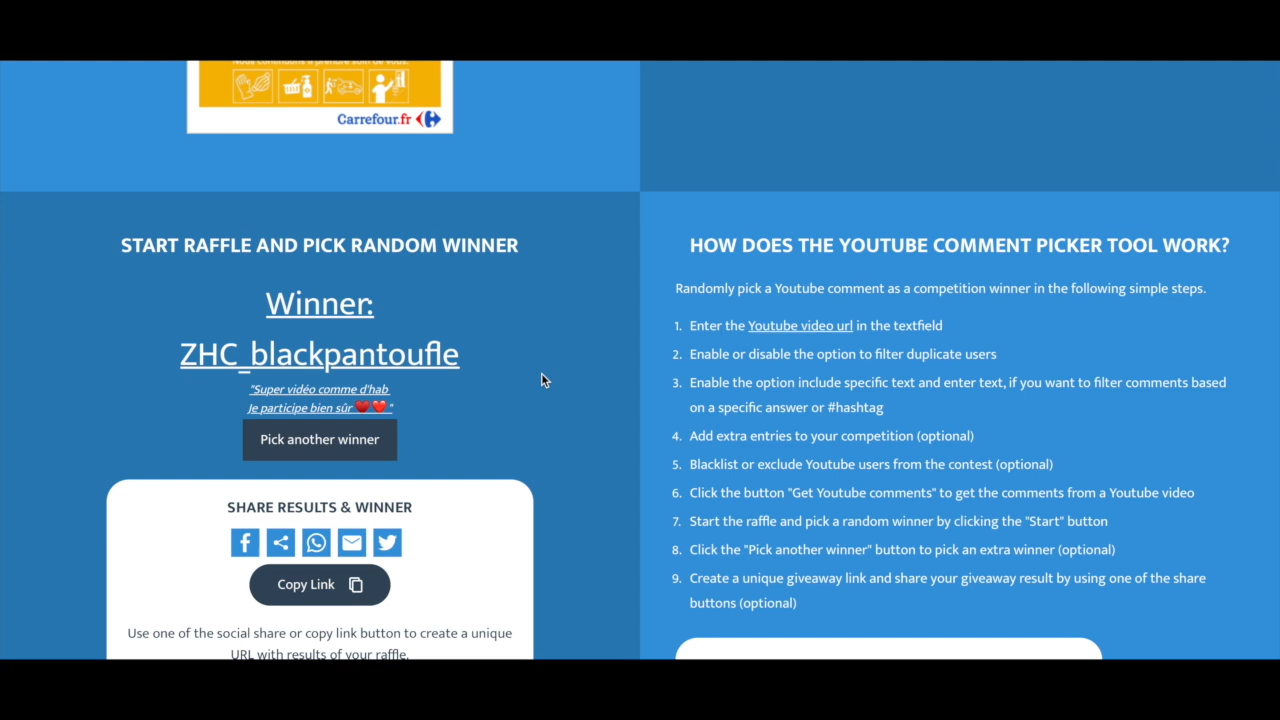 Nous continuons à prendre soin de vous.
Carrefour.fr
START RAFFLE AND PICK RANDOM WINNER
Winner:
ZHC_blackpantoufle
"Super vidéo comme d'hab
Je participe bien sûr ♥️❤️ "
Pick another winner
SHARE RESULTS & WINNER
Copy Link
Use one of the social share or copy link button to create a unique
URL with results of your raffle.
HOW DOES THE YOUTUBE COMMENT PICKER TOOL WORK?
Randomly pick a Youtube comment as a competition winner in the following simple steps.
1. Enter the Youtube video url in the textfield
2. Enable or disable the option to filter duplicate users
3. Enable the option include specific text and enter text, if you want to filter comments based
on a specific answer or #hashtag
4. Add extra entries to your competition (optional)
5. Blacklist or exclude Youtube users from the contest (optional)
6. Click the button "Get Youtube comments" to get the comments from a Youtube video
7. Start the raffle and pick a random winner by clicking the "Start" button
8. Click the "Pick another winner" button to pick an extra winner (optional)
9. Create a unique giveaway link and share your giveaway result by using one of the share
buttons (optional)